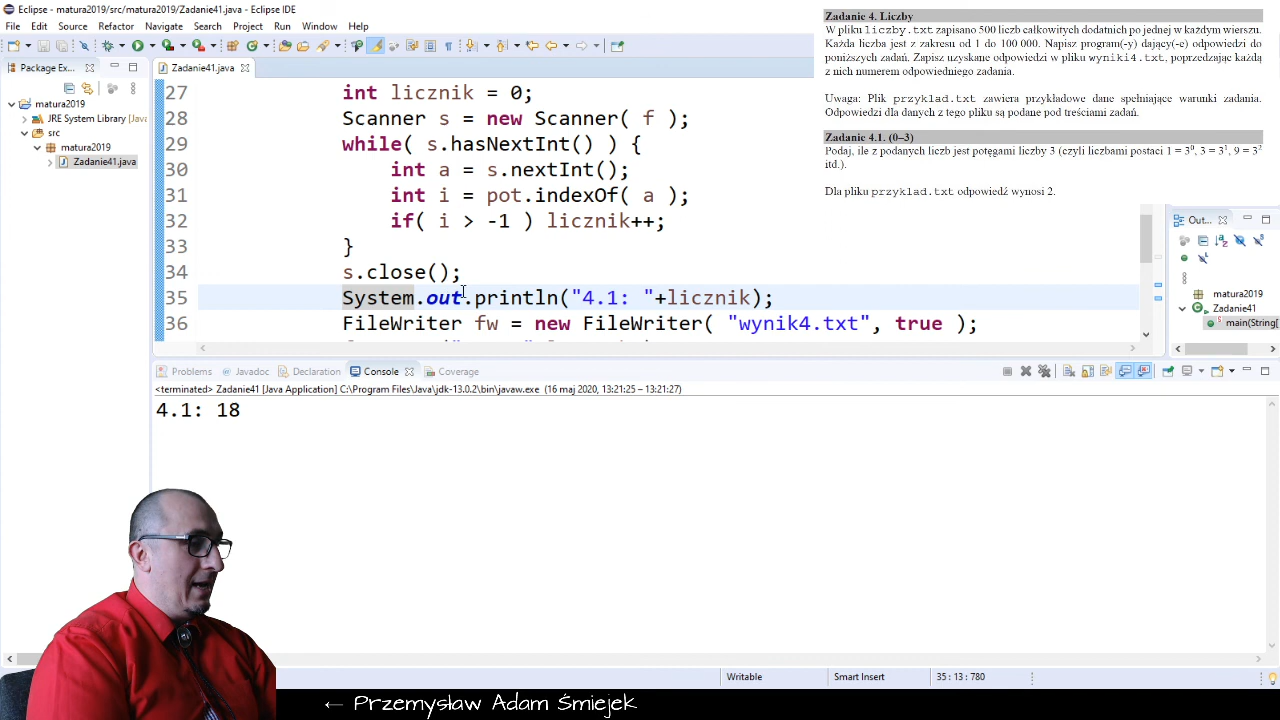 Eclipse - matura2019/src/matura2019/Zadanie41.java - Eclipse IDE
File Edit Source Refactor Navigate Search Project Run Window Help
Package Ex...
matura2019
JRE System Library [
src
matura2019
Zadanie41.java
Zadanie41.java
27 int licznik = 0;
28 Scanner s = new Scanner( f );
29 while( s.hasNextInt() ) {
30 int a = s.nextInt();
31 int i = pot.indexOf( a );
32 if( i > -1 ) licznik++;
33 }
34 s.close();
35 System.out.println("4.1: "+licznik);
36 FileWriter fw = new FileWriter( "wynik4.txt", true );
Zadanie 4. Liczby
W pliku liczby.txt zapisano 500 liczb całkowitych dodatnich po jednej w każdym wierszu.
Każda liczba jest z zakresu od 1 do 100 000. Napisz program(-y) dający(-e) odpowiedzi do
poniższych zadań. Zapisz uzyskane odpowiedzi w pliku wyniki4.txt, poprzedzając każdą
z nich numerem odpowiedniego zadania.
Uwaga: Plik przyklad.txt zawiera przykładowe dane spełniające warunki zadania.
Odpowiedzi dla danych z tego pliku są podane pod treściami zadań.
Zadanie 4.1. (0–3)
Podaj, ile z podanych liczb jest potęgami liczby 3 (czyli liczbami postaci 1 = 3⁰, 3 = 3¹, 9 = 3²
itd.).
Dla pliku przyklad.txt odpowiedź wynosi 2.
Out...
matura2019
Zadanie41
main(String[
Problems Javadoc Declaration Console Coverage
<terminated> Zadanie41 [Java Application] C:\Program Files\Java\jdk-13.0.2\bin\javaw.exe (16 maj 2020, 13:21:25 – 13:21:27)
4.1: 18
Writable Smart Insert 35 : 13 : 780
← Przemysław Adam Śmiejek